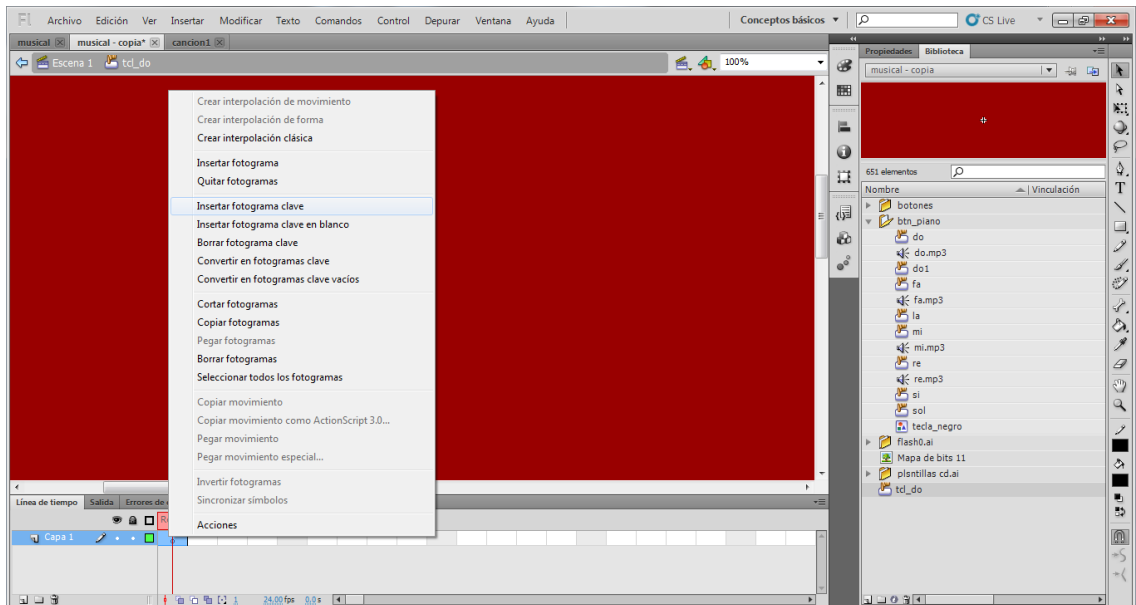 Fl Archivo Edición Ver Insertar Modificar Texto Comandos Control Depurar Ventana Ayuda Conceptos básicos CS Live
musical musical - copia* cancion1
Escena 1 tcl_do 100%
Crear interpolación de movimiento
Crear interpolación de forma
Crear interpolación clásica
Insertar fotograma
Quitar fotogramas
Insertar fotograma clave
Insertar fotograma clave en blanco
Borrar fotograma clave
Convertir en fotogramas clave
Convertir en fotogramas clave vacíos
Cortar fotogramas
Copiar fotogramas
Pegar fotogramas
Borrar fotogramas
Seleccionar todos los fotogramas
Copiar movimiento
Copiar movimiento como ActionScript 3.0...
Pegar movimiento
Pegar movimiento especial...
Invertir fotogramas
Sincronizar símbolos
Acciones
Propiedades Biblioteca
musical - copia
651 elementos
Nombre Vinculación
botones
btn_piano
do
do.mp3
do1
fa
fa.mp3
la
mi
mi.mp3
re
re.mp3
si
sol
tecla_negro
flash0.ai
Mapa de bits 11
plsntillas cd.ai
tcl_do
Línea de tiempo Salida Errores de
Capa 1
1 24,00 fps 0,0 s